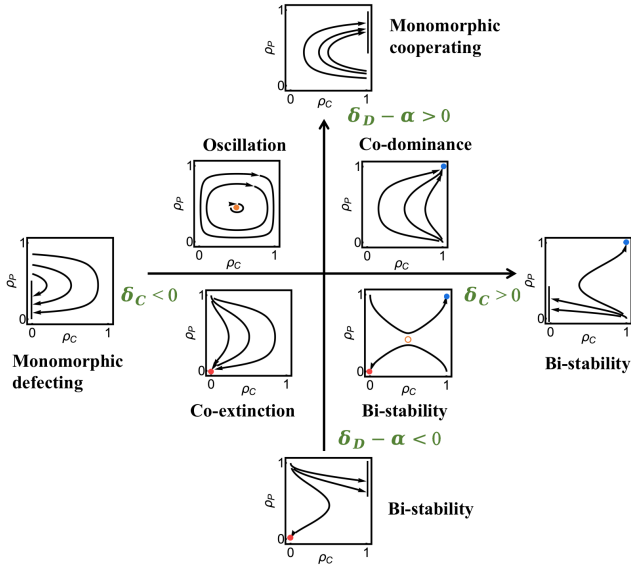 1
ρP
0
0
ρC
1
Monomorphic
cooperating
δD − α > 0
Oscillation
Co-dominance
1
ρP
0
0
ρC
1
1
ρP
0
0
ρC
1
1
ρP
0
0
ρC
1
Monomorphic
defecting
δC < 0
δC > 0
1
ρP
0
0
ρC
1
Bi-stability
1
ρP
0
0
ρC
1
Co-extinction
1
ρP
0
0
ρC
1
Bi-stability
δD − α < 0
1
ρP
0
0
ρC
1
Bi-stability